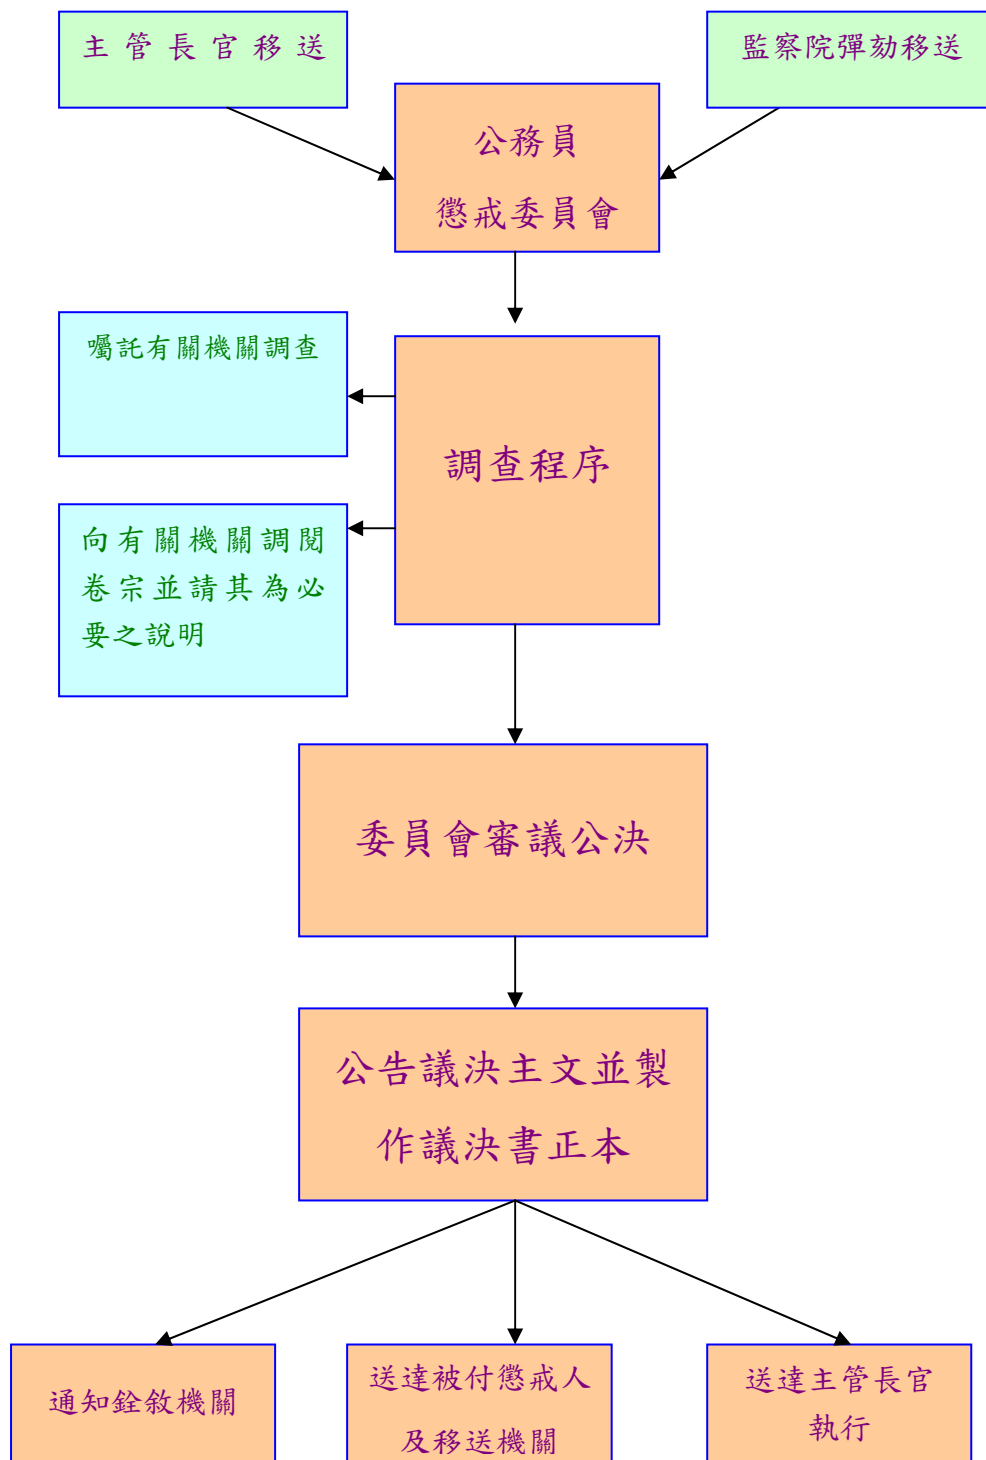 主管長官移送
監察院彈劾移送
公務員
懲戒委員會
囑託有關機關調查
調查程序
向有關機關調閱
卷宗並請其為必
要之說明
委員會審議公決
公告議決主文並製
作議決書正本
通知銓敘機關
送達被付懲戒人
及移送機關
送達主管長官
執行